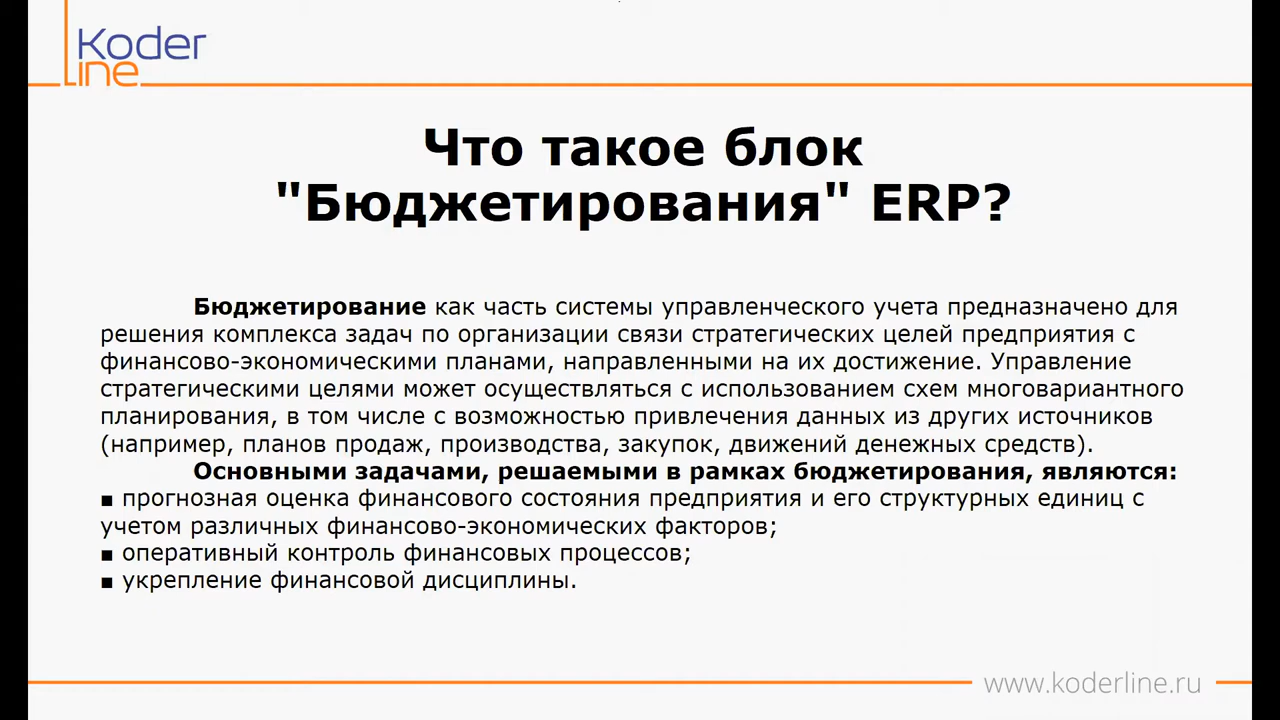 Koder
line
Что такое блок
"Бюджетирования" ERP?
Бюджетирование как часть системы управленческого учета предназначено для
решения комплекса задач по организации связи стратегических целей предприятия с
финансово-экономическими планами, направленными на их достижение. Управление
стратегическими целями может осуществляться с использованием схем многовариантного
планирования, в том числе с возможностью привлечения данных из других источников
(например, планов продаж, производства, закупок, движений денежных средств).
Основными задачами, решаемыми в рамках бюджетирования, являются:
▪ прогнозная оценка финансового состояния предприятия и его структурных единиц с
учетом различных финансово-экономических факторов;
▪ оперативный контроль финансовых процессов;
▪ укрепление финансовой дисциплины.
www.koderline.ru